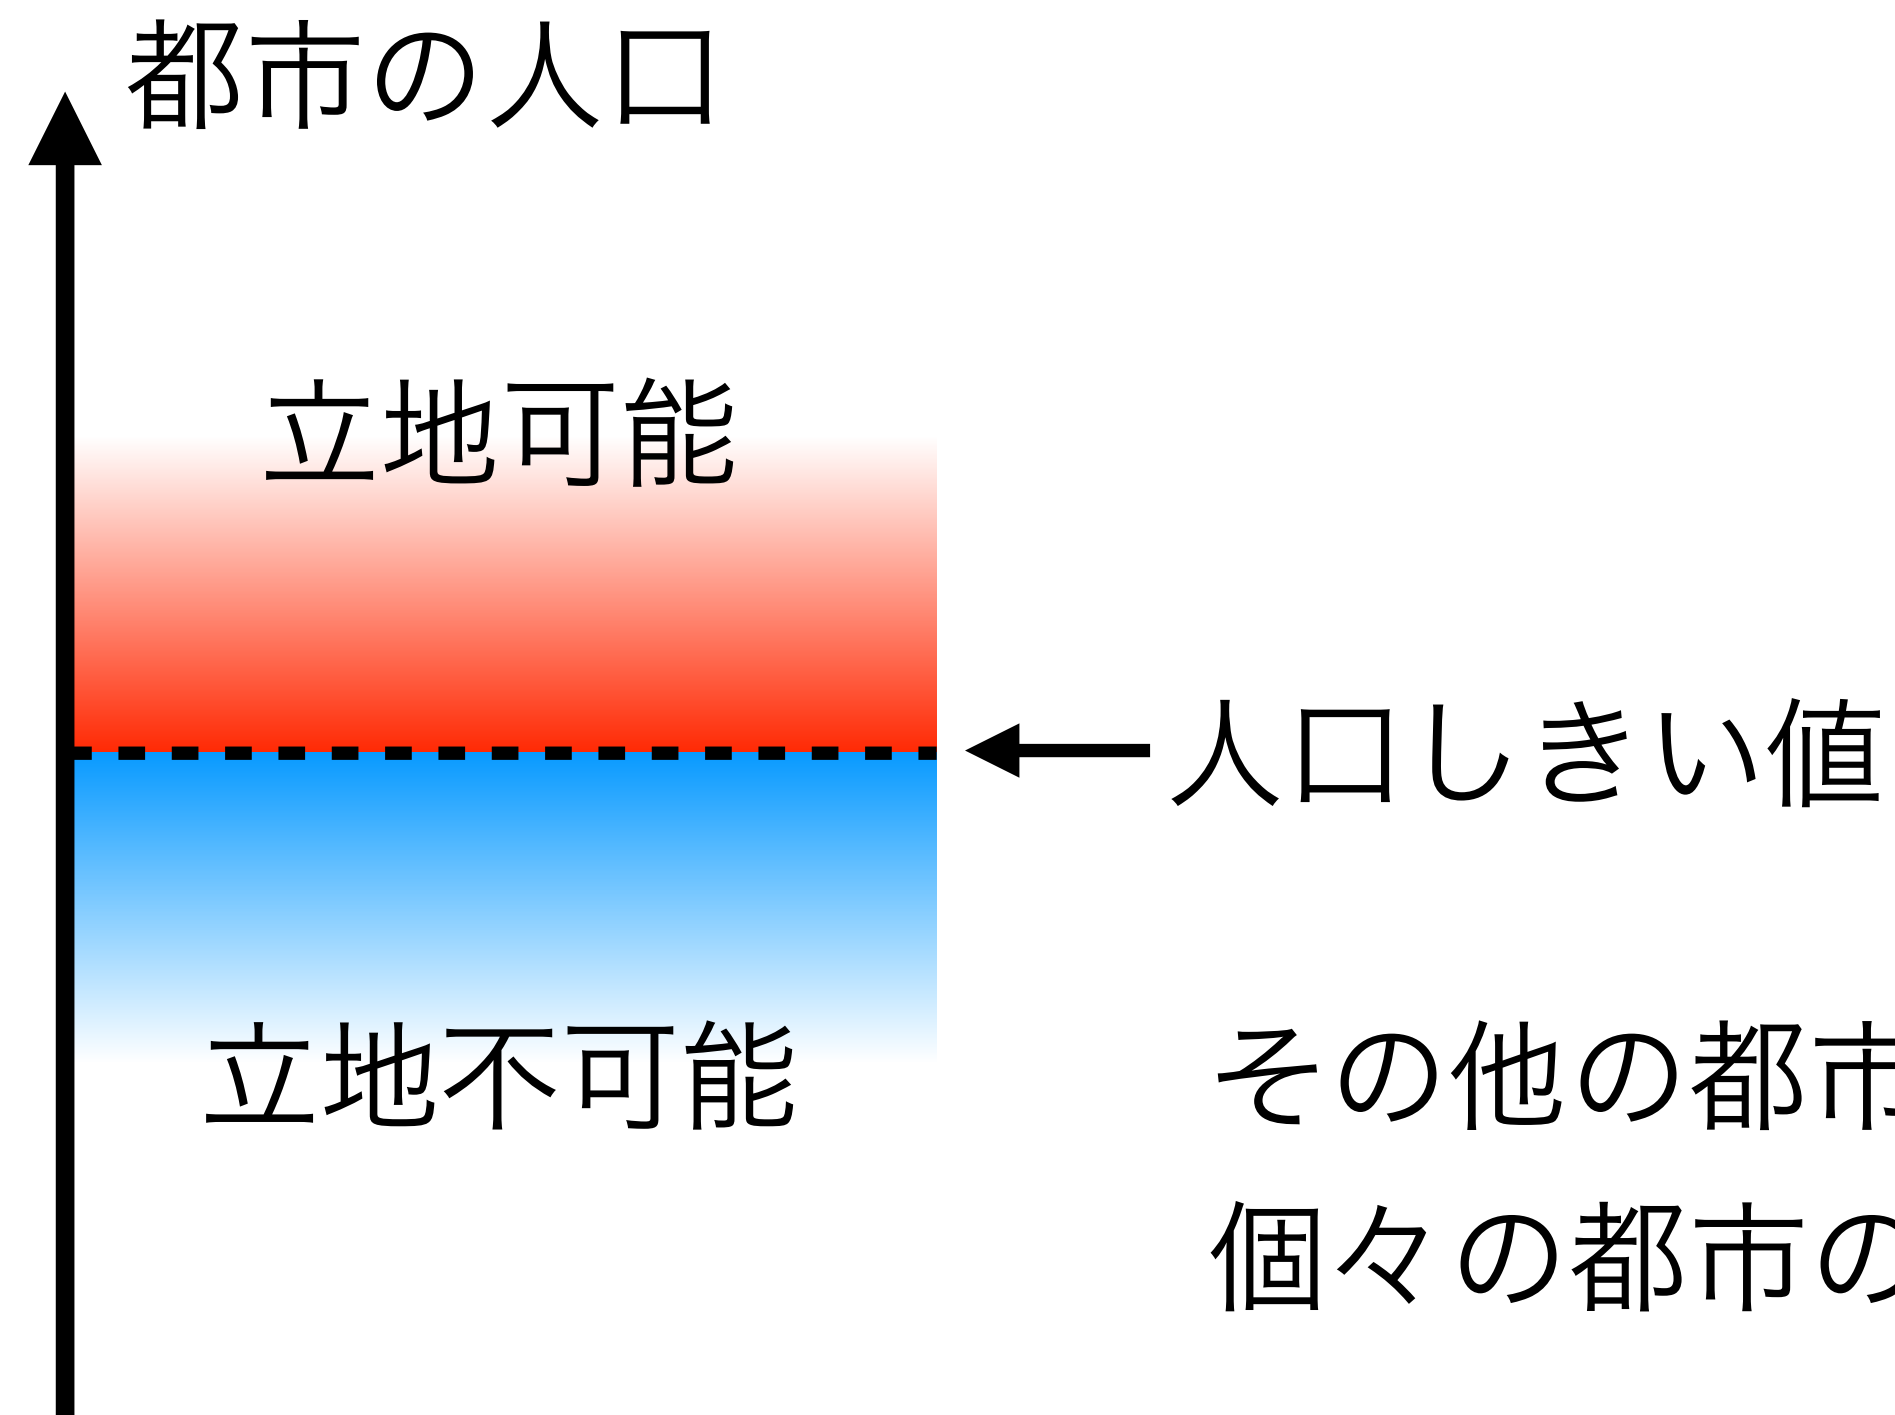 都市の人口
立地可能
人口しきい値
立地不可能
その他の都市
個々の都市の